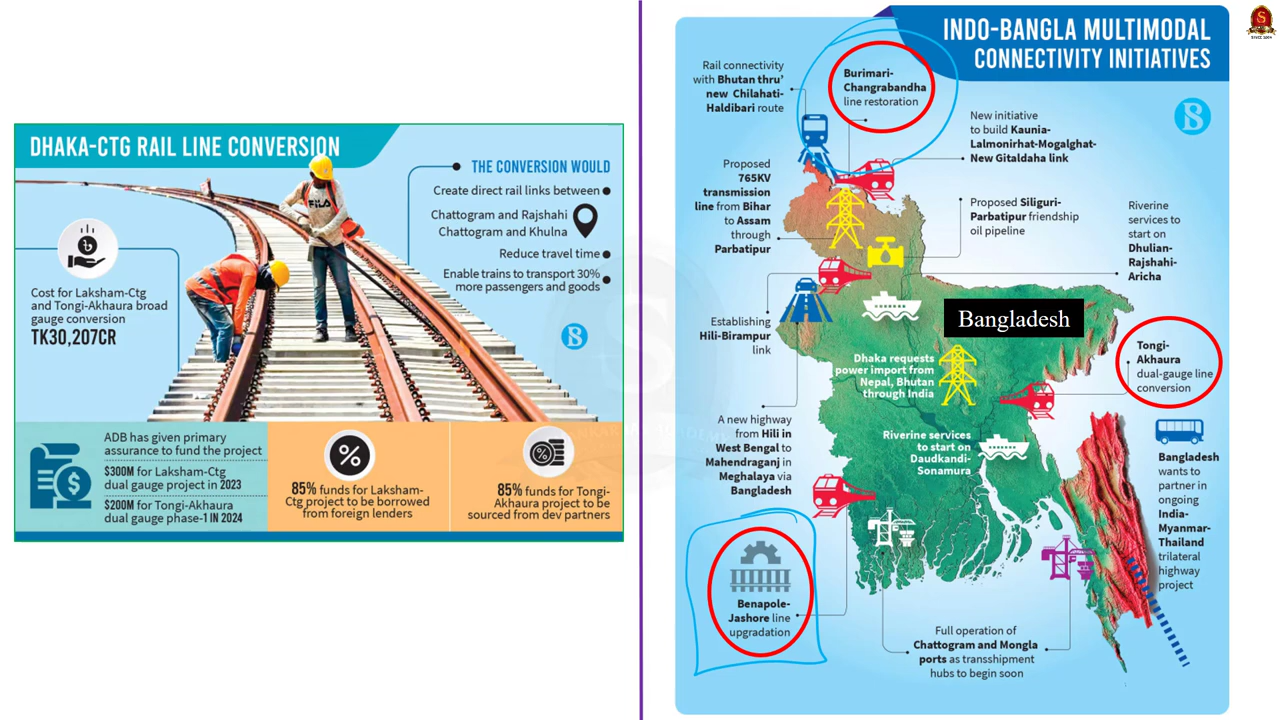 DHAKA-CTG RAIL LINE CONVERSION
THE CONVERSION WOULD
Create direct rail links between
Chattogram and Rajshahi
Chattogram and Khulna
Reduce travel time
Enable trains to transport 30%
more passengers and goods
FILA
Cost for Laksham-Ctg
and Tongi-Akhaura broad
gauge conversion
TK30,207CR
ADB has given primary
assurance to fund the project
$300M for Laksham-Ctg
dual gauge project in 2023
$200M for Tongi-Akhaura
dual gauge phase-1 IN 2024
85% funds for Laksham-
Ctg project to be borrowed
from foreign lenders
85% funds for Tongi-
Akhaura project to be
sourced from dev partners
INDO-BANGLA MULTIMODAL
CONNECTIVITY INITIATIVES
Rail connectivity
with Bhutan thru'
new Chilahati-
Haldibari route
Burimari-
Changrabandha
line restoration
New initiative
to build Kaunia-
Lalmonirhat-Mogalghat-
New Gitaldaha link
Proposed
765KV
transmission
line from Bihar
to Assam
through
Parbatipur
Proposed Siliguri-
Parbatipur friendship
oil pipeline
Riverine
services to
start on
Dhulian-
Rajshahi-
Aricha
Establishing
Hili-Birampur
link
Bangladesh
Dhaka requests
power import from
Nepal, Bhutan
through India
Tongi-
Akhaura
dual-gauge line
conversion
A new highway
from Hili in
West Bengal to
Mahendraganj in
Meghalaya via
Bangladesh
Riverine services
to start on
Daudkandi-
Sonamura
Bangladesh
wants to
partner in
ongoing
India-
Myanmar-
Thailand
trilateral
highway
project
Benapole-
Jashore line
upgradation
Full operation of
Chattogram and Mongla
ports as transshipment
hubs to begin soon